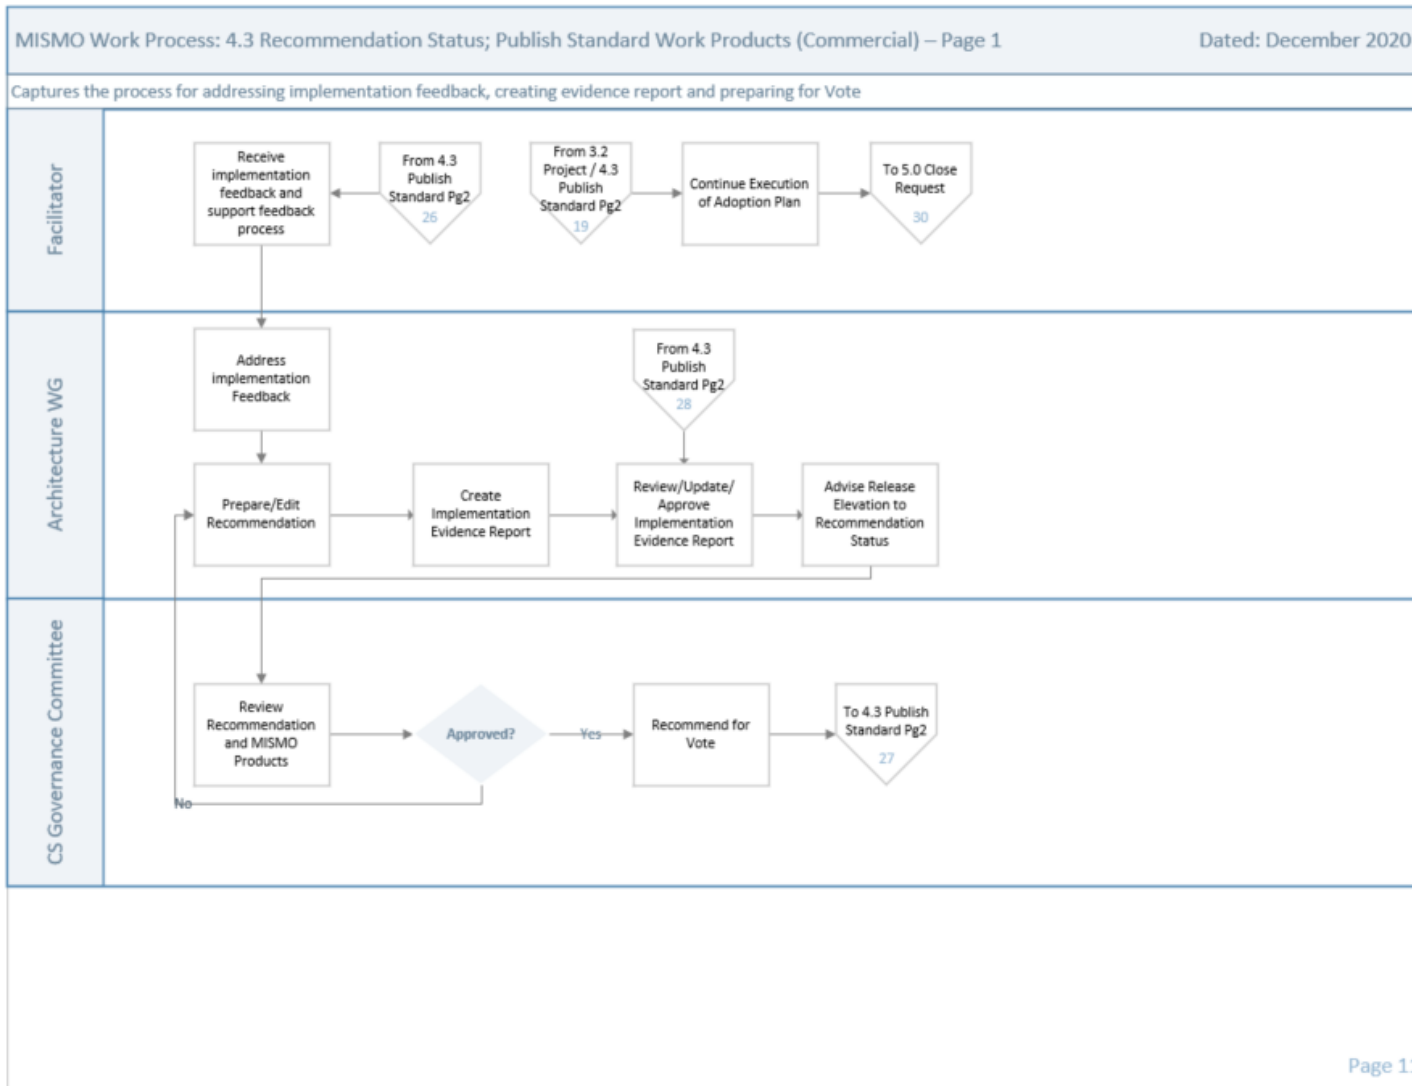 MISMO Work Process: 4.3 Recommendation Status; Publish Standard Work Products (Commercial) – Page 1
Dated: December 2020
Captures the process for addressing implementation feedback, creating evidence report and preparing for Vote
Facilitator
Receive
implementation
feedback and
support feedback
process
From 4.3
Publish
Standard Pg2
26
From 3.2
Project / 4.3
Publish
Standard Pg2
19
Continue Execution
of Adoption Plan
To 5.0 Close
Request
30
Architecture WG
Address
implementation
Feedback
From 4.3
Publish
Standard Pg2
28
Prepare/Edit
Recommendation
Create
Implementation
Evidence Report
Review/Update/
Approve
Implementation
Evidence Report
Advise Release
Elevation to
Recommendation
Status
CS Governance Committee
Review
Recommendation
and MISMO
Products
Approved?
Yes
Recommend for
Vote
To 4.3 Publish
Standard Pg2
27
No
Page 11